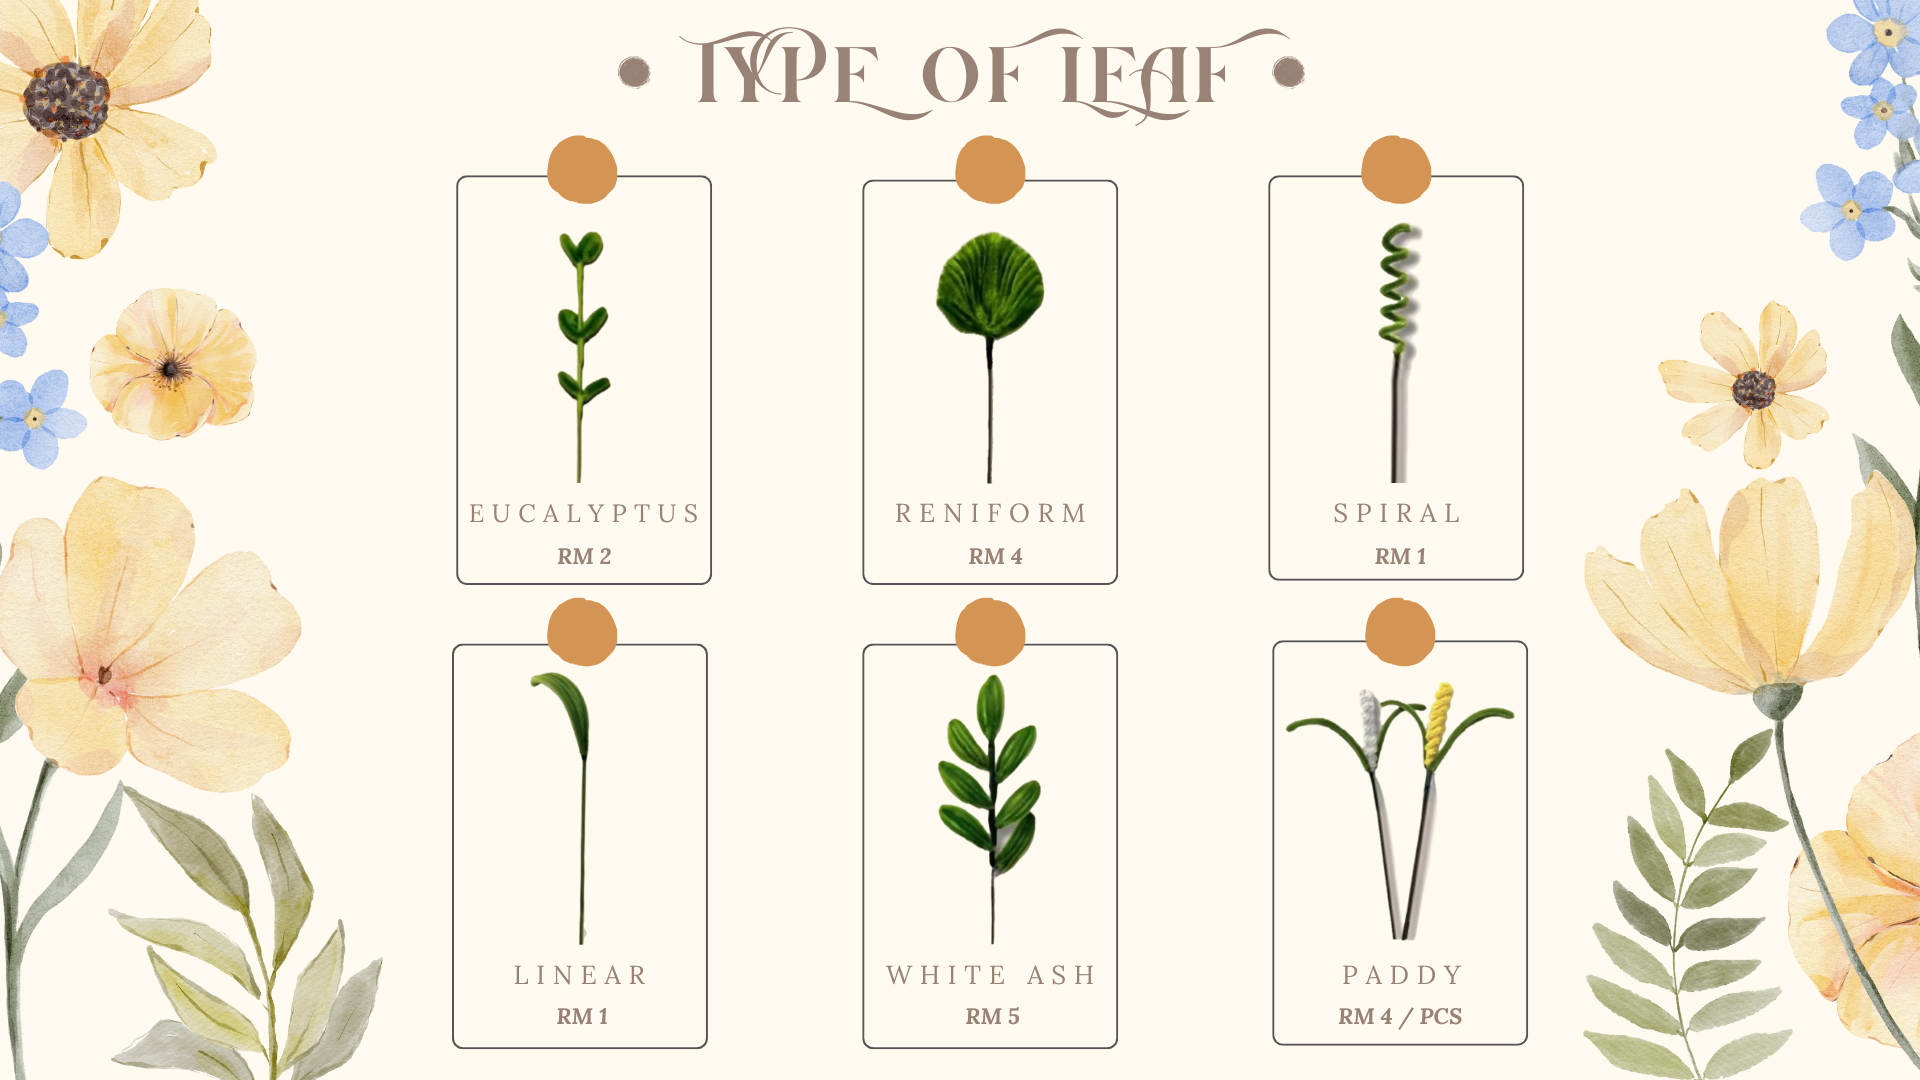 TYPE OF LEAF
EUCALYPTUS
RM 2
RENIFORM
RM 4
SPIRAL
RM 1
LINEAR
RM 1
WHITE ASH
RM 5
PADDY
RM 4 / PCS